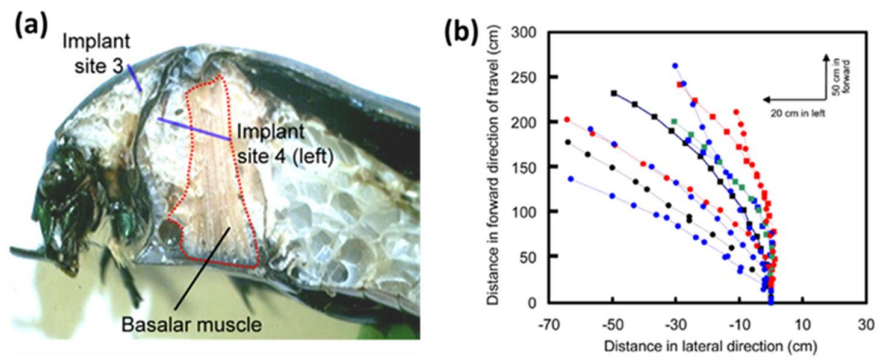 (a)
Implant
site 3
Implant
site 4 (left)
Basalar muscle
(b)
Distance in forward direction of travel (cm)
300
250
200
150
100
50
0
-70
-50
-30
-10
10
30
Distance in lateral direction (cm)
50 cm in
forward
20 cm in left